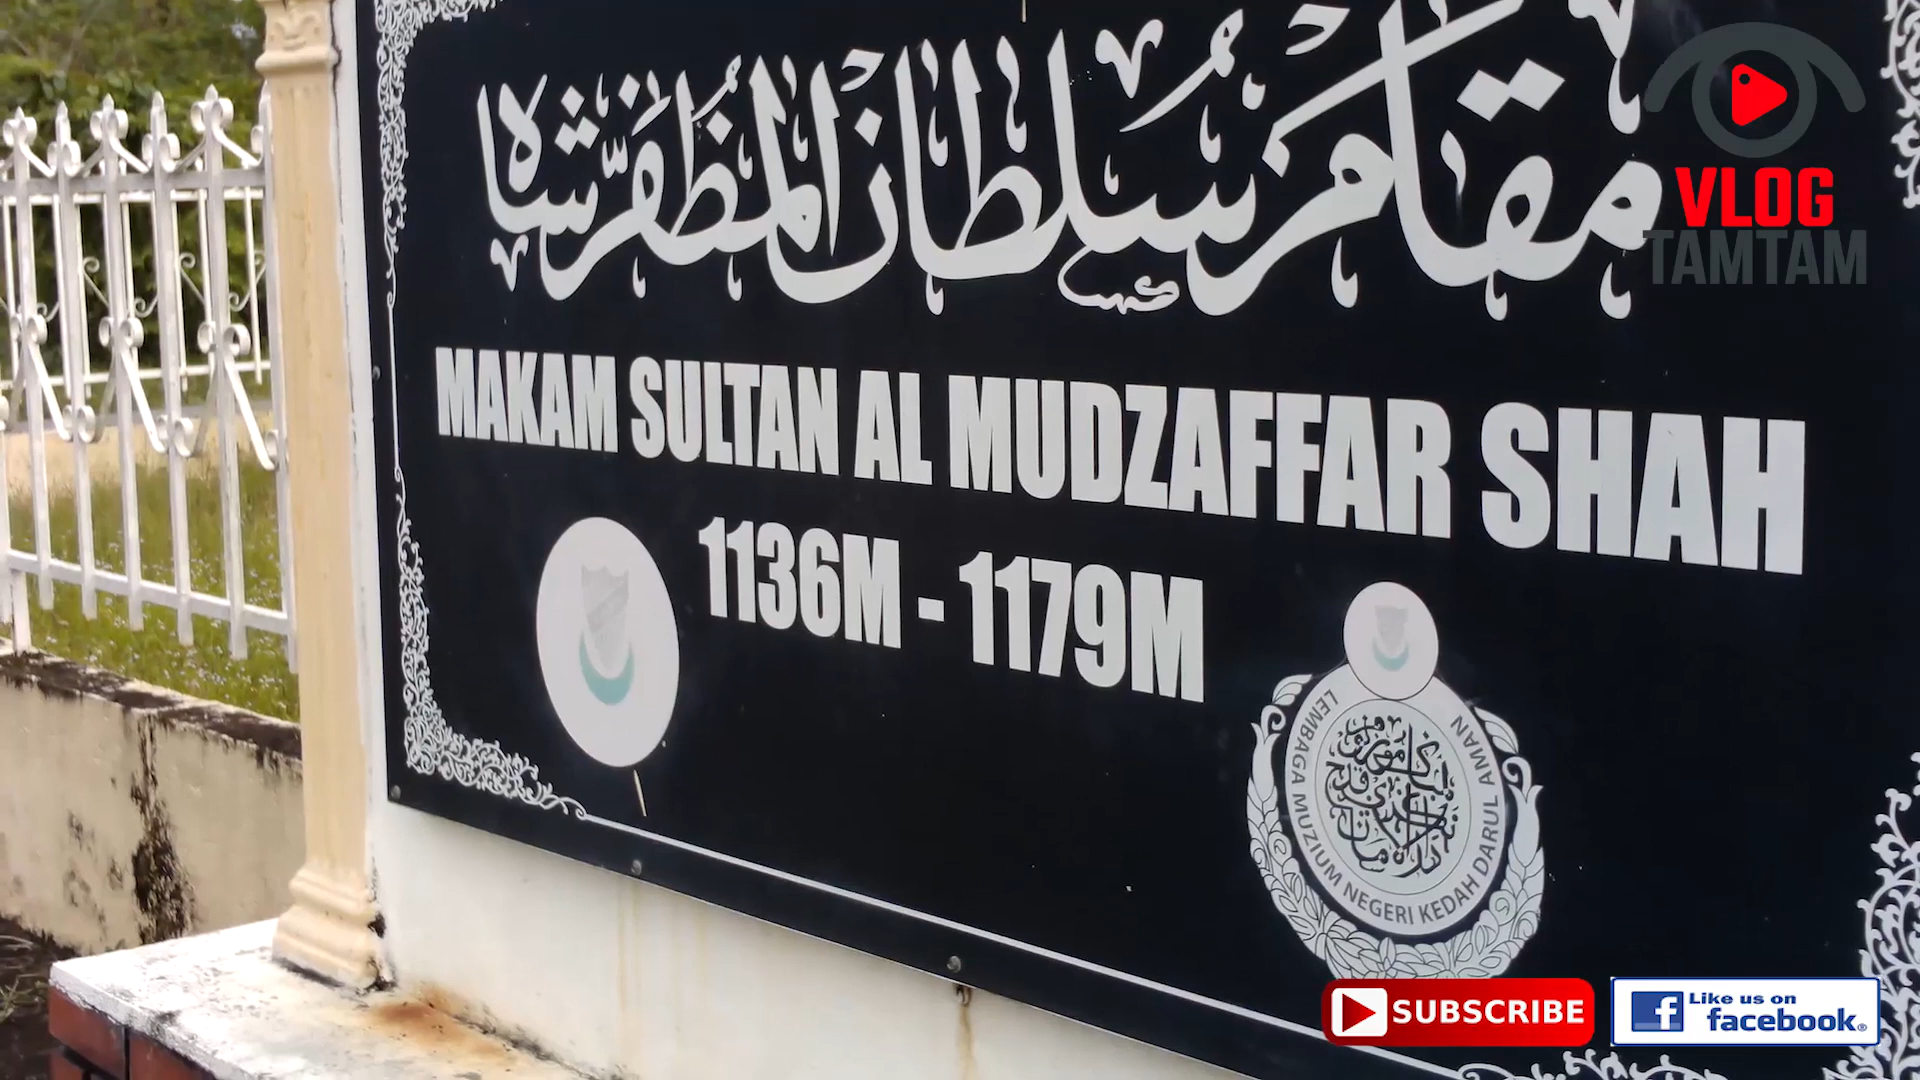 مقام سلطان المظفر شاه
MAKAM SULTAN AL MUDZAFFAR SHAH
1136M - 1179M
LEMBAGA MUZIUM NEGERI KEDAH DARUL AMAN
VLOG
TAMTAM
SUBSCRIBE
Like us on
facebook.